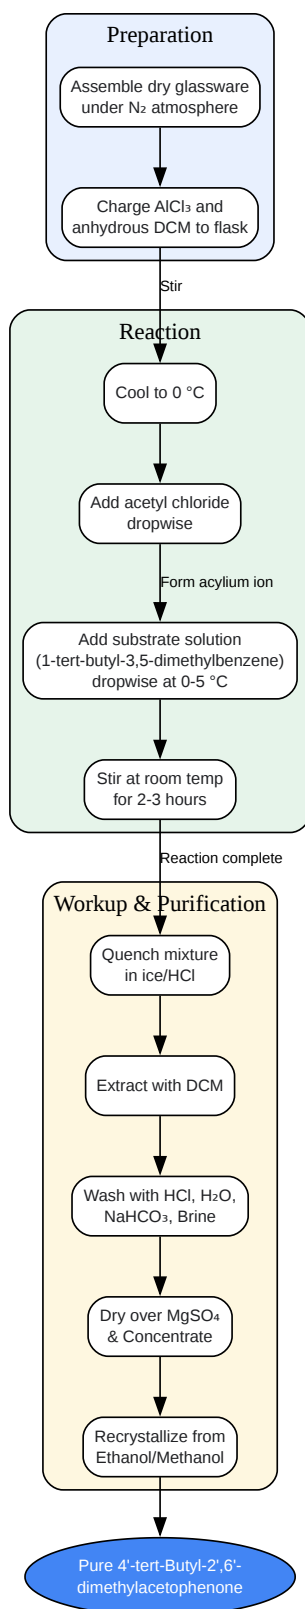 Preparation
Assemble dry glassware
under N₂ atmosphere
Charge AlCl₃ and
anhydrous DCM to flask
Stir
Reaction
Cool to 0 °C
Add acetyl chloride
dropwise
Form acylium ion
Add substrate solution
(1-tert-butyl-3,5-dimethylbenzene)
dropwise at 0-5 °C
Stir at room temp
for 2-3 hours
Reaction complete
Workup & Purification
Quench mixture
in ice/HCl
Extract with DCM
Wash with HCl, H₂O,
NaHCO₃, Brine
Dry over MgSO₄
& Concentrate
Recrystallize from
Ethanol/Methanol
Pure 4'-tert-Butyl-2',6'-
dimethylacetophenone